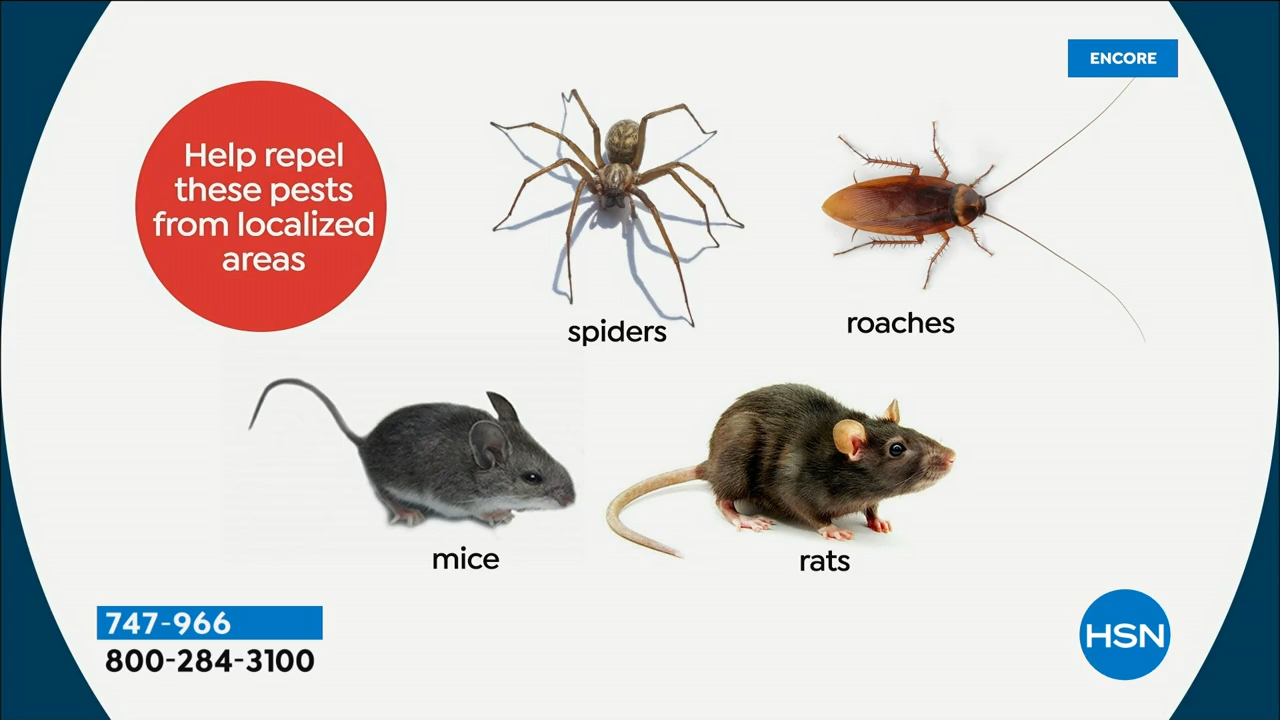 ENCORE
Help repel
these pests
from localized
areas
spiders
roaches
mice
rats
747-966
800-284-3100
HSN